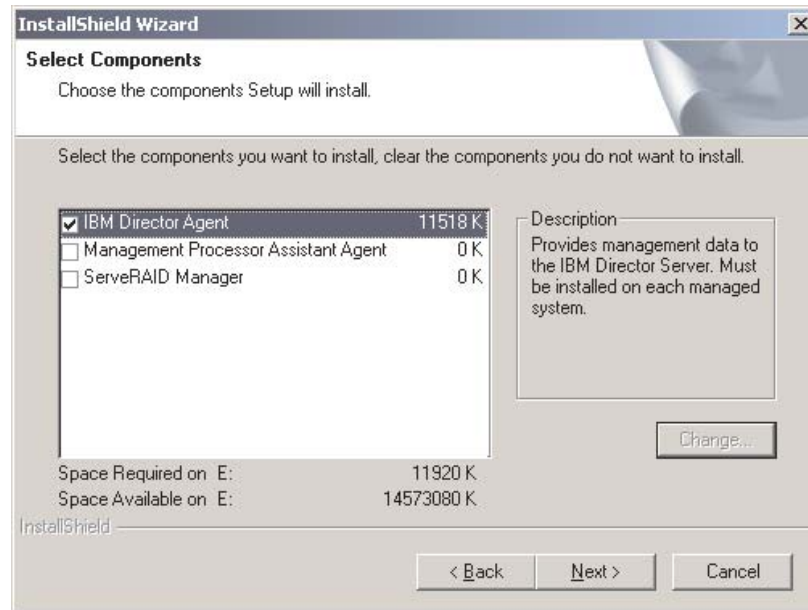 InstallShield Wizard
Select Components
Choose the components Setup will install.
Select the components you want to install, clear the components you do not want to install.
IBM Director Agent 11518 K
Management Processor Assistant Agent 0 K
ServeRAID Manager 0 K
Description
Provides management data to
the IBM Director Server. Must
be installed on each managed
system.
Change...
Space Required on E: 11920 K
Space Available on E: 14573080 K
InstallShield
< Back
Next >
Cancel